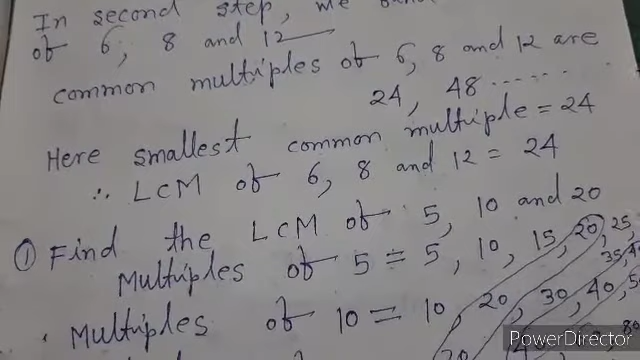 In second step, we
of 6, 8 and 12
common multiples of 6, 8 and 12 are
24, 48 ......
Here smallest common multiple = 24
∴ LCM of 6, 8 and 12 = 24
① Find the LCM of 5, 10 and 20
Multiples of 5 = 5, 10, 15, 20, 25,
35, 40
Multiples of 10 = 10, 20, 30, 40,
PowerDirector